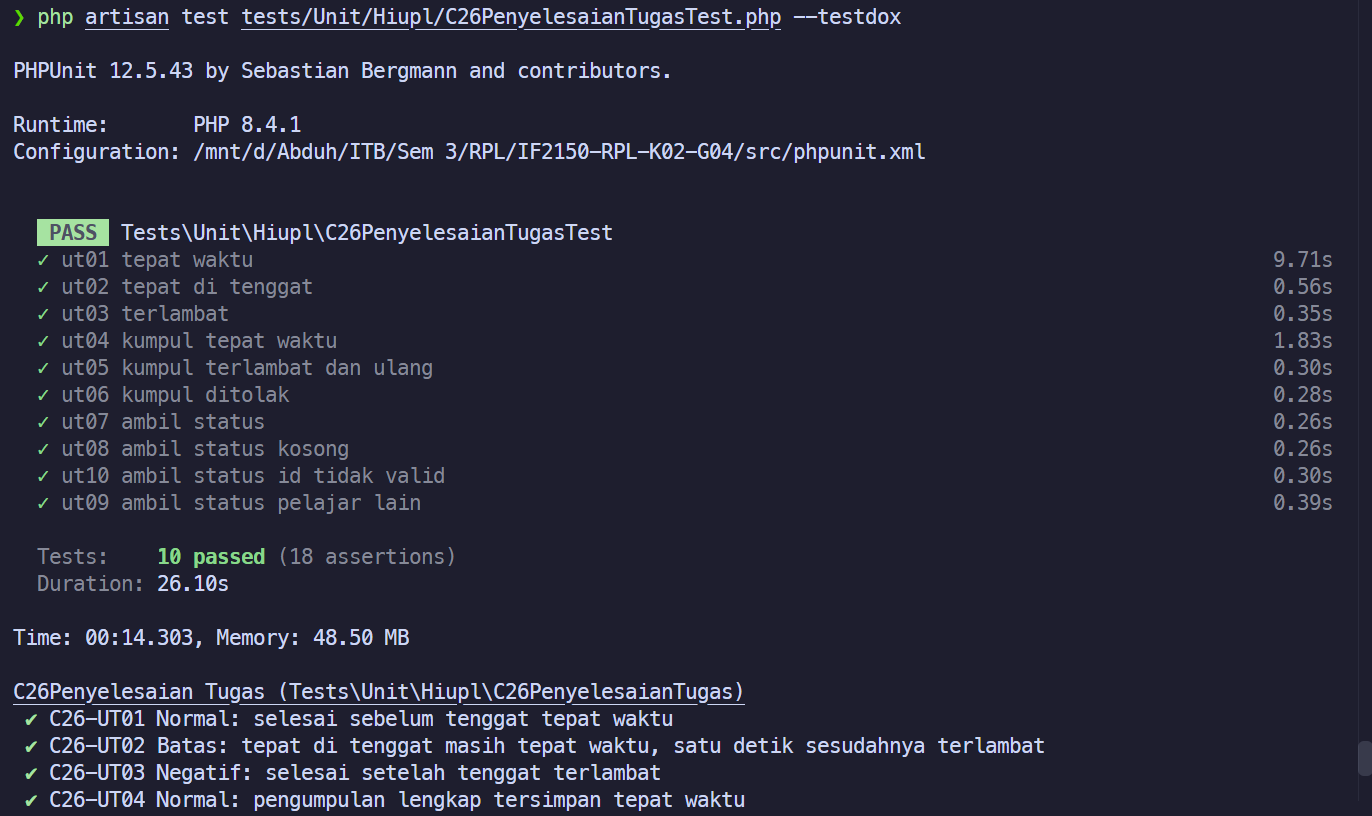 ❯ php artisan test tests/Unit/Hiupl/C26PenyelesaianTugasTest.php --testdox
PHPUnit 12.5.43 by Sebastian Bergmann and contributors.
Runtime:       PHP 8.4.1
Configuration: /mnt/d/Abduh/ITB/Sem 3/RPL/IF2150-RPL-K02-G04/src/phpunit.xml
PASS Tests\Unit\Hiupl\C26PenyelesaianTugasTest
✓ ut01 tepat waktu 9.71s
✓ ut02 tepat di tenggat 0.56s
✓ ut03 terlambat 0.35s
✓ ut04 kumpul tepat waktu 1.83s
✓ ut05 kumpul terlambat dan ulang 0.30s
✓ ut06 kumpul ditolak 0.28s
✓ ut07 ambil status 0.26s
✓ ut08 ambil status kosong 0.26s
✓ ut10 ambil status id tidak valid 0.30s
✓ ut09 ambil status pelajar lain 0.39s
Tests:    10 passed (18 assertions)
Duration: 26.10s
Time: 00:14.303, Memory: 48.50 MB
C26Penyelesaian Tugas (Tests\Unit\Hiupl\C26PenyelesaianTugas)
✔ C26-UT01 Normal: selesai sebelum tenggat tepat waktu
✔ C26-UT02 Batas: tepat di tenggat masih tepat waktu, satu detik sesudahnya terlambat
✔ C26-UT03 Negatif: selesai setelah tenggat terlambat
✔ C26-UT04 Normal: pengumpulan lengkap tersimpan tepat waktu